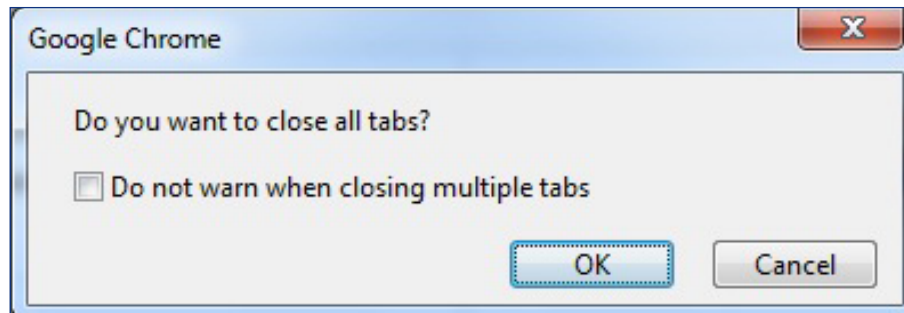 Google Chrome
Do you want to close all tabs?
Do not warn when closing multiple tabs
OK
Cancel